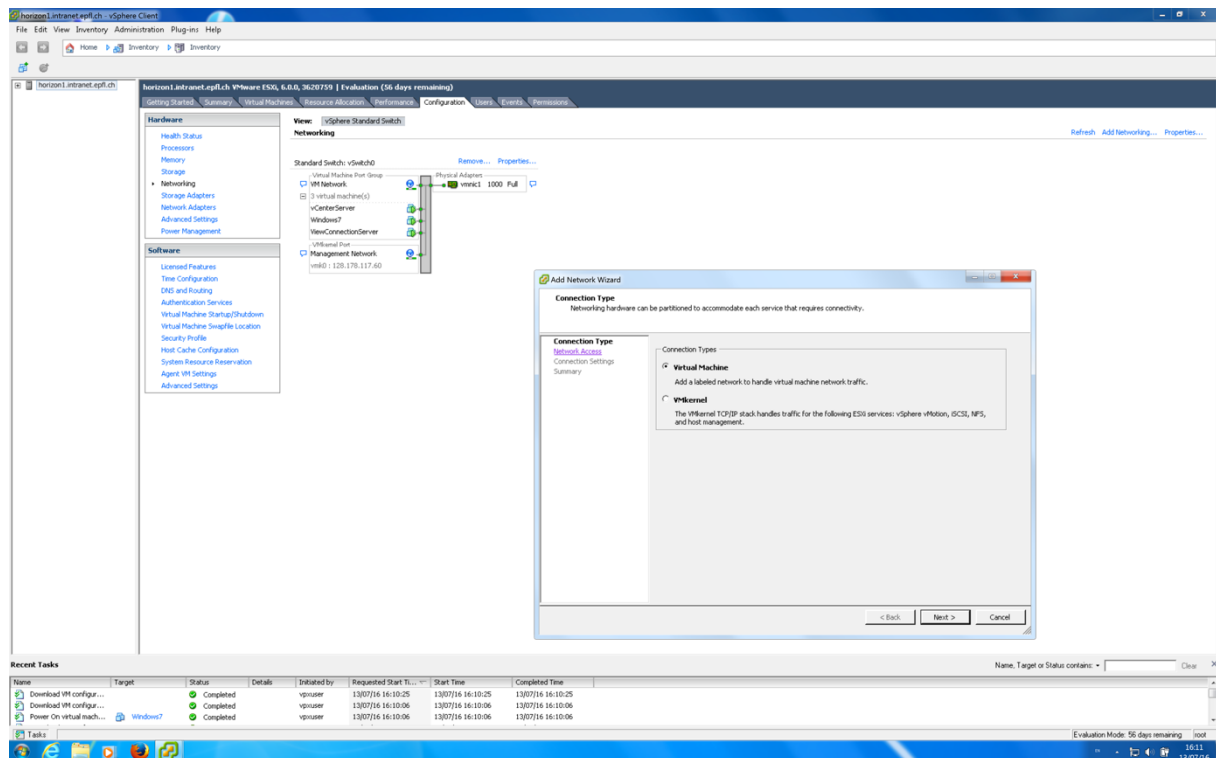 horizon1.intranet.epfl.ch - vSphere Client
File Edit View Inventory Administration Plug-ins Help
Home Inventory Inventory
horizon1.intranet.epfl.ch
horizon1.intranet.epfl.ch VMware ESXi, 6.0.0, 3620759 | Evaluation (56 days remaining)
Getting Started Summary Virtual Machines Resource Allocation Performance Configuration Users Events Permissions
Hardware
Health Status
Processors
Memory
Storage
Networking
Storage Adapters
Network Adapters
Advanced Settings
Power Management
Software
Licensed Features
Time Configuration
DNS and Routing
Authentication Services
Virtual Machine Startup/Shutdown
Virtual Machine Swapfile Location
Security Profile
Host Cache Configuration
System Resource Reservation
Agent VM Settings
Advanced Settings
View: vSphere Standard Switch
Networking
Refresh Add Networking... Properties...
Standard Switch: vSwitch0 Remove... Properties...
Virtual Machine Port Group Physical Adapters
VM Network vmnic1 1000 Full
3 virtual machine(s)
vCenterServer
Windows7
ViewConnectionServer
VMkernel Port
Management Network
vmk0 : 128.178.117.60
Add Network Wizard
Connection Type
Networking hardware can be partitioned to accommodate each service that requires connectivity.
Connection Type
Network Access
Connection Settings
Summary
Connection Types
Virtual Machine
Add a labeled network to handle virtual machine network traffic.
VMkernel
The VMkernel TCP/IP stack handles traffic for the following ESXi services: vSphere vMotion, iSCSI, NFS,
and host management.
< Back Next > Cancel
Recent Tasks Name, Target or Status contains: Clear
Name Target Status Details Initiated by Requested Start Ti... Start Time Completed Time
Download VM configur... Completed vpxuser 13/07/16 16:10:25 13/07/16 16:10:25 13/07/16 16:10:25
Download VM configur... Completed vpxuser 13/07/16 16:10:06 13/07/16 16:10:06 13/07/16 16:10:06
Power On virtual mach... Windows7 Completed vpxuser 13/07/16 16:10:06 13/07/16 16:10:06 13/07/16 16:10:06
Tasks Evaluation Mode: 56 days remaining root
16:11
13/07/16